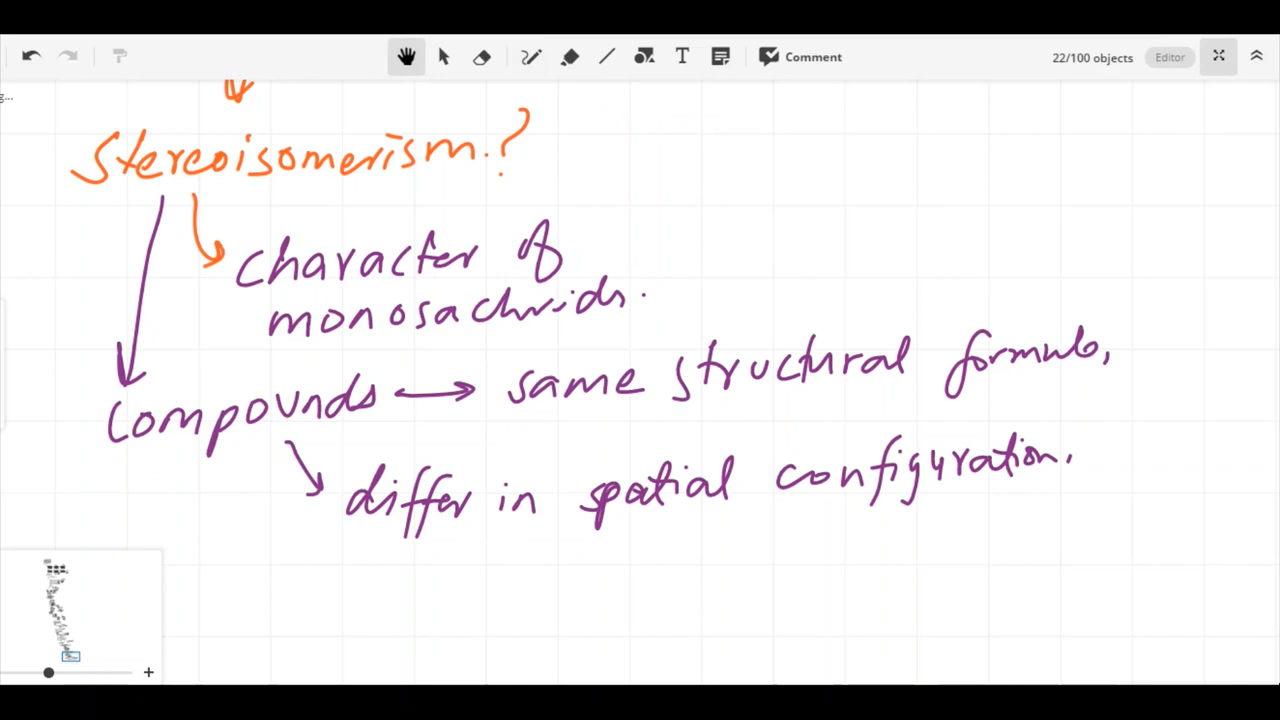 Comment
22/100 objects
Editor
g...
Stereoisomerism.?
Character of
monosachrids.
Compounds ↔ same structural formula,
differ in spatial configuration.